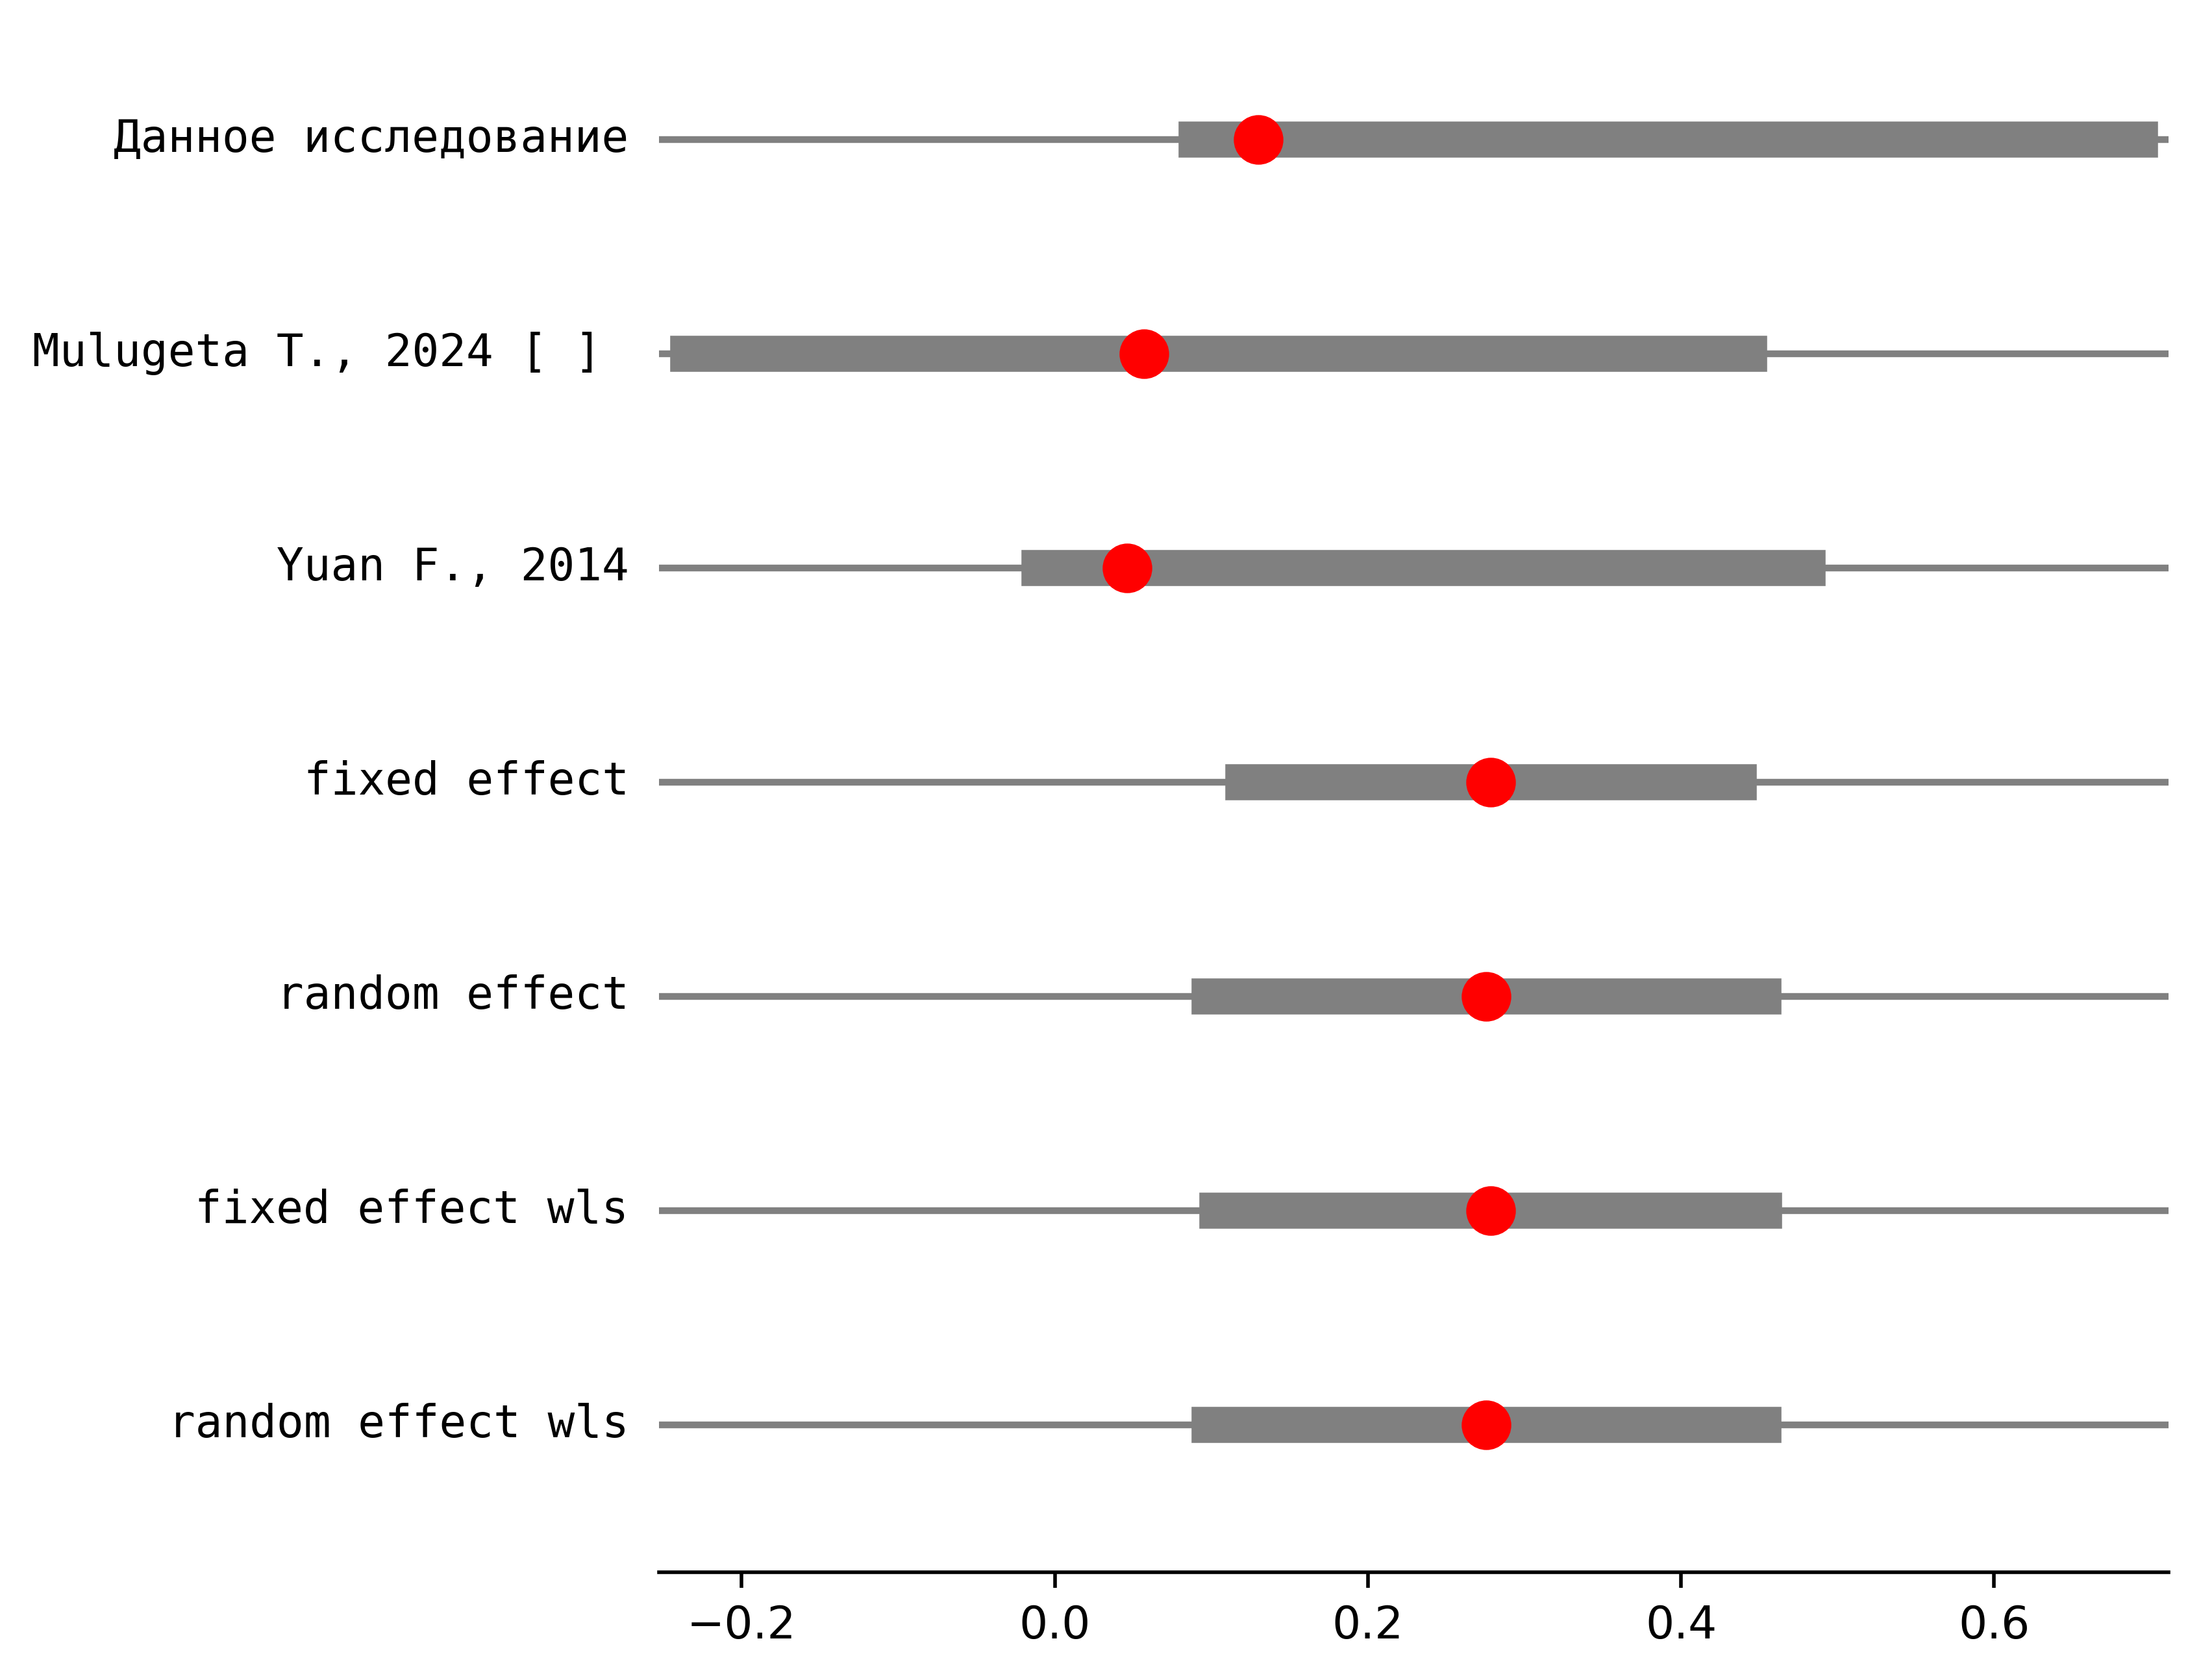 Данное исследование
Mulugeta T., 2024 [ ]
Yuan F., 2014
fixed effect
random effect
fixed effect wls
random effect wls
−0.2 0.0 0.2 0.4 0.6